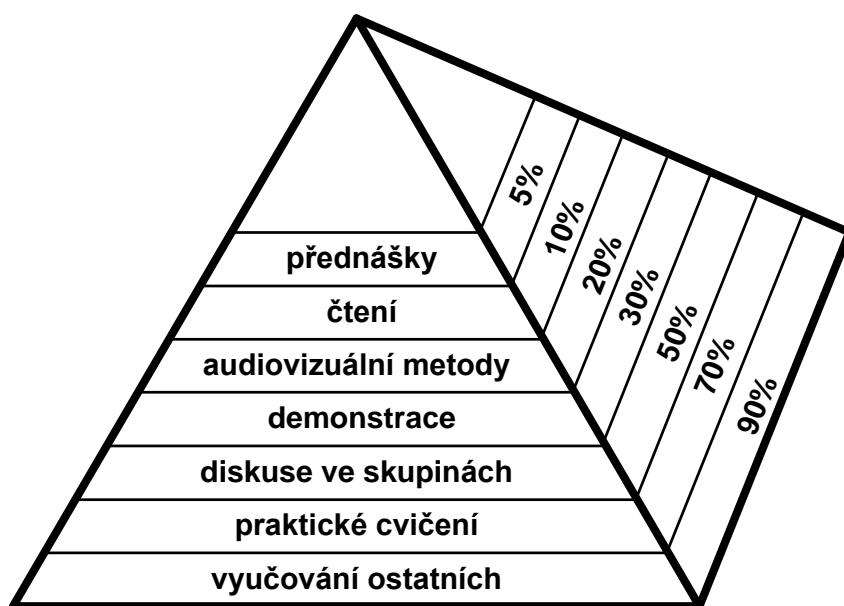 přednášky
čtení
audiovizuální metody
demonstrace
diskuse ve skupinách
praktické cvičení
vyučování ostatních
5%
10%
20%
30%
50%
70%
90%